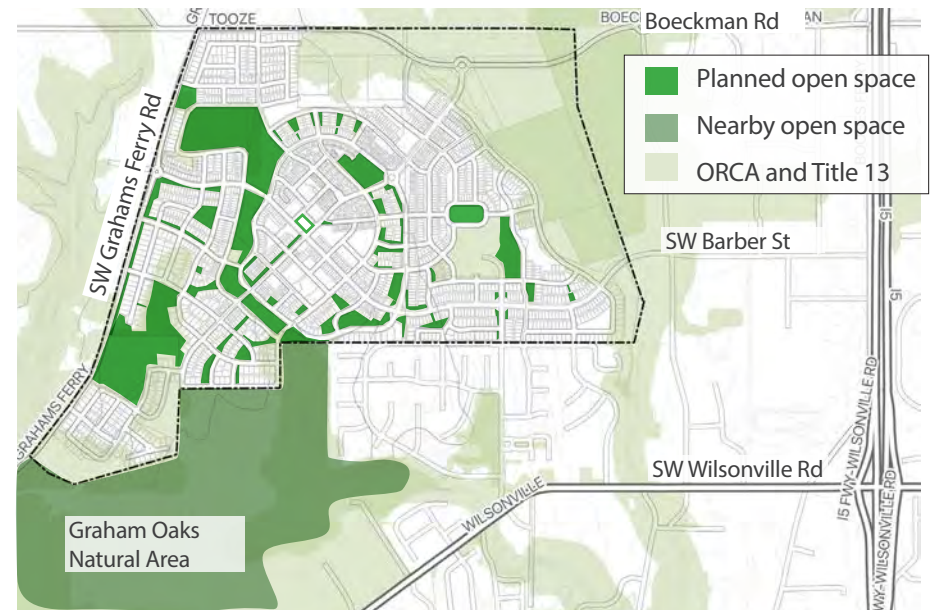 TOOZE
Boeckman Rd
Planned open space
Nearby open space
ORCA and Title 13
SW Grahams Ferry Rd
SW Barber St
I5
I5
GRAHAMS FERRY
SW Wilsonville Rd
WILSONVILLE
I5 FWY-WILSONVILLE RD
Graham Oaks
Natural Area